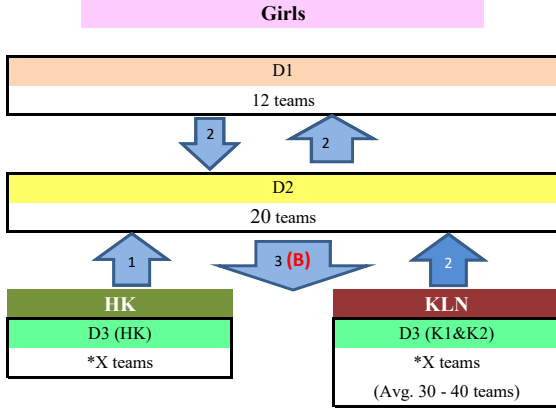 Girls
D1
12 teams
2
2
D2
20 teams
1
3 (B)
2
HK
KLN
D3 (HK)
D3 (K1&K2)
*X teams
*X teams
(Avg. 30 - 40 teams)